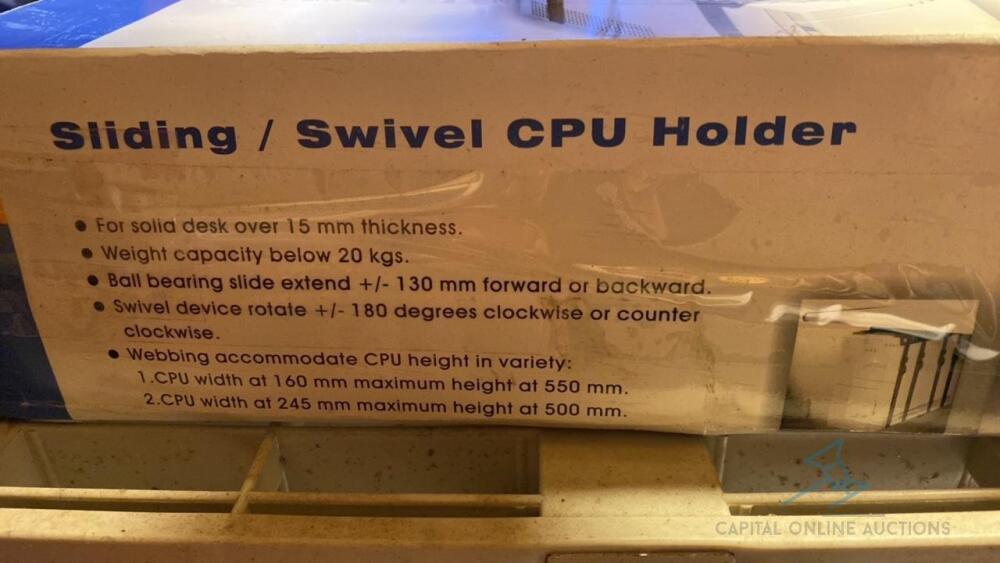 Sliding / Swivel CPU Holder
• For solid desk over 15 mm thickness.
• Weight capacity below 20 kgs.
• Ball bearing slide extend +/- 130 mm forward or backward.
• Swivel device rotate +/- 180 degrees clockwise or counter
clockwise.
• Webbing accommodate CPU height in variety:
1.CPU width at 160 mm maximum height at 550 mm.
2.CPU width at 245 mm maximum height at 500 mm.
CAPITAL ONLINE AUCTIONS